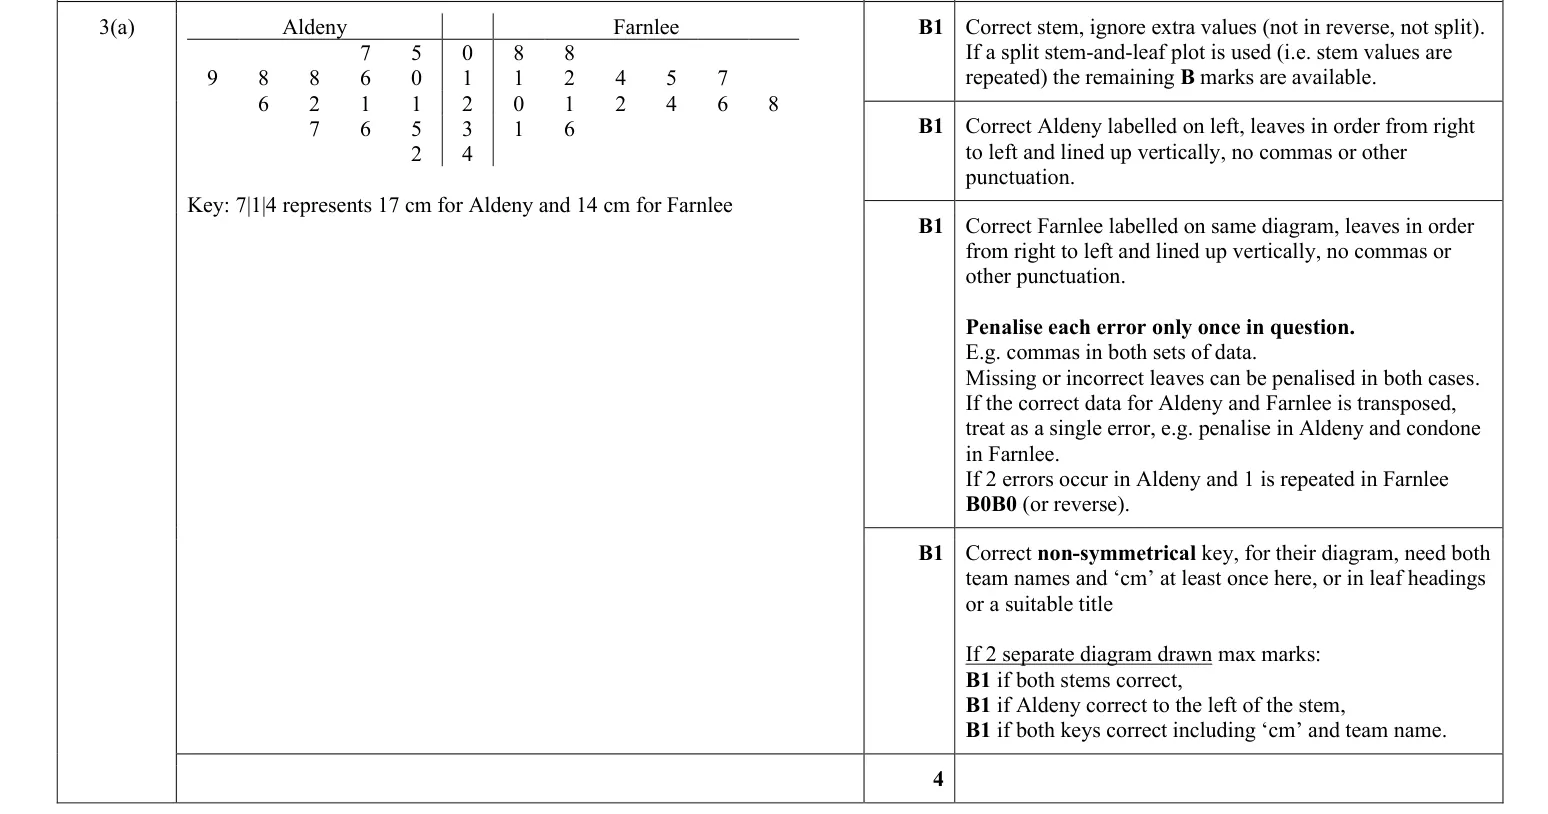 3(a)
Aldeny Farnlee
7 5 0 8 8
9 8 8 6 0 1 1 2 4 5 7
6 2 1 1 2 0 1 2 4 6 8
7 6 5 3 1 6
2 4
Key: 7|1|4 represents 17 cm for Aldeny and 14 cm for Farnlee
B1
Correct stem, ignore extra values (not in reverse, not split).
If a split stem-and-leaf plot is used (i.e. stem values are
repeated) the remaining B marks are available.
B1
Correct Aldeny labelled on left, leaves in order from right
to left and lined up vertically, no commas or other
punctuation.
B1
Correct Farnlee labelled on same diagram, leaves in order
from right to left and lined up vertically, no commas or
other punctuation.
Penalise each error only once in question.
E.g. commas in both sets of data.
Missing or incorrect leaves can be penalised in both cases.
If the correct data for Aldeny and Farnlee is transposed,
treat as a single error, e.g. penalise in Aldeny and condone
in Farnlee.
If 2 errors occur in Aldeny and 1 is repeated in Farnlee
B0B0 (or reverse).
B1
Correct non-symmetrical key, for their diagram, need both
team names and ‘cm’ at least once here, or in leaf headings
or a suitable title
If 2 separate diagram drawn max marks:
B1 if both stems correct,
B1 if Aldeny correct to the left of the stem,
B1 if both keys correct including ‘cm’ and team name.
4